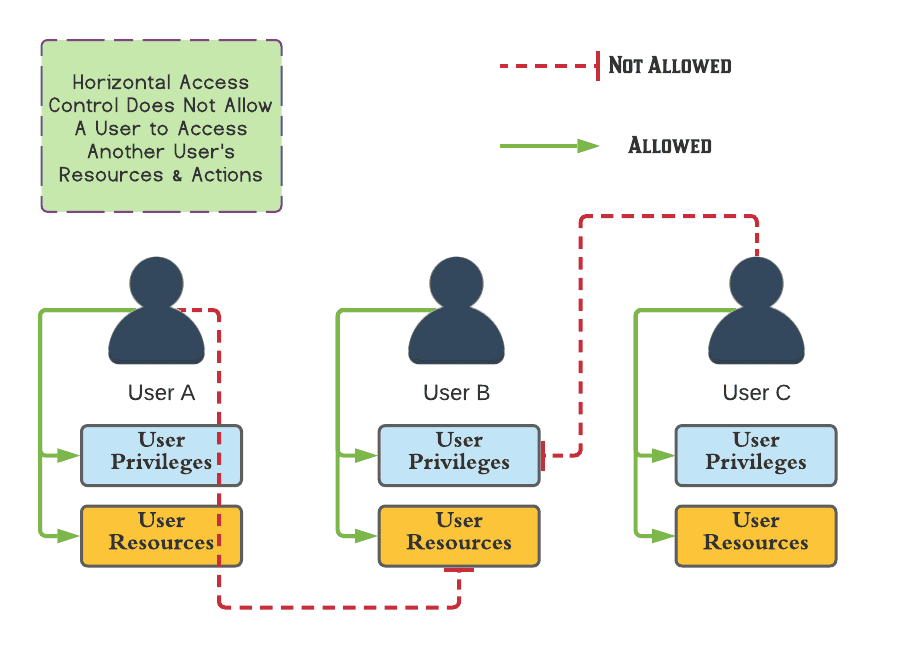 Horizontal Access
Control Does Not Allow
A User to Access
Another User's
Resources & Actions
Not Allowed
Allowed
User A
User B
User C
User
Privileges
User
Privileges
User
Privileges
User
Resources
User
Resources
User
Resources